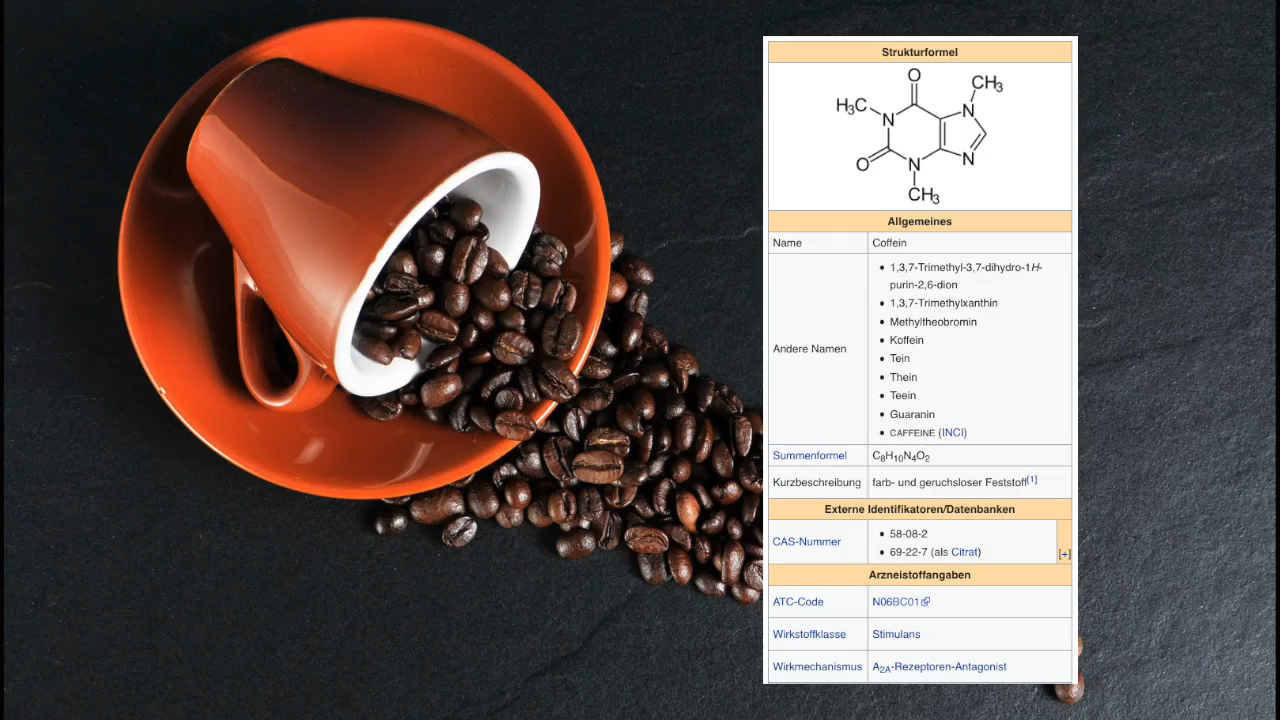 Strukturformel
O
CH₃
H₃C
N
N
O
N
N
CH₃
Allgemeines
Name Coffein
Andere Namen
• 1,3,7-Trimethyl-3,7-dihydro-1H-
purin-2,6-dion
• 1,3,7-Trimethylxanthin
• Methyltheobromin
• Koffein
• Tein
• Thein
• Teein
• Guaranin
• CAFFEINE (INCI)
Summenformel C₈H₁₀N₄O₂
Kurzbeschreibung farb- und geruchsloser Feststoff[1]
Externe Identifikatoren/Datenbanken
CAS-Nummer
• 58-08-2
• 69-22-7 (als Citrat)
[+]
Arzneistoffangaben
ATC-Code N06BC01
Wirkstoffklasse Stimulans
Wirkmechanismus A₂A-Rezeptoren-Antagonist